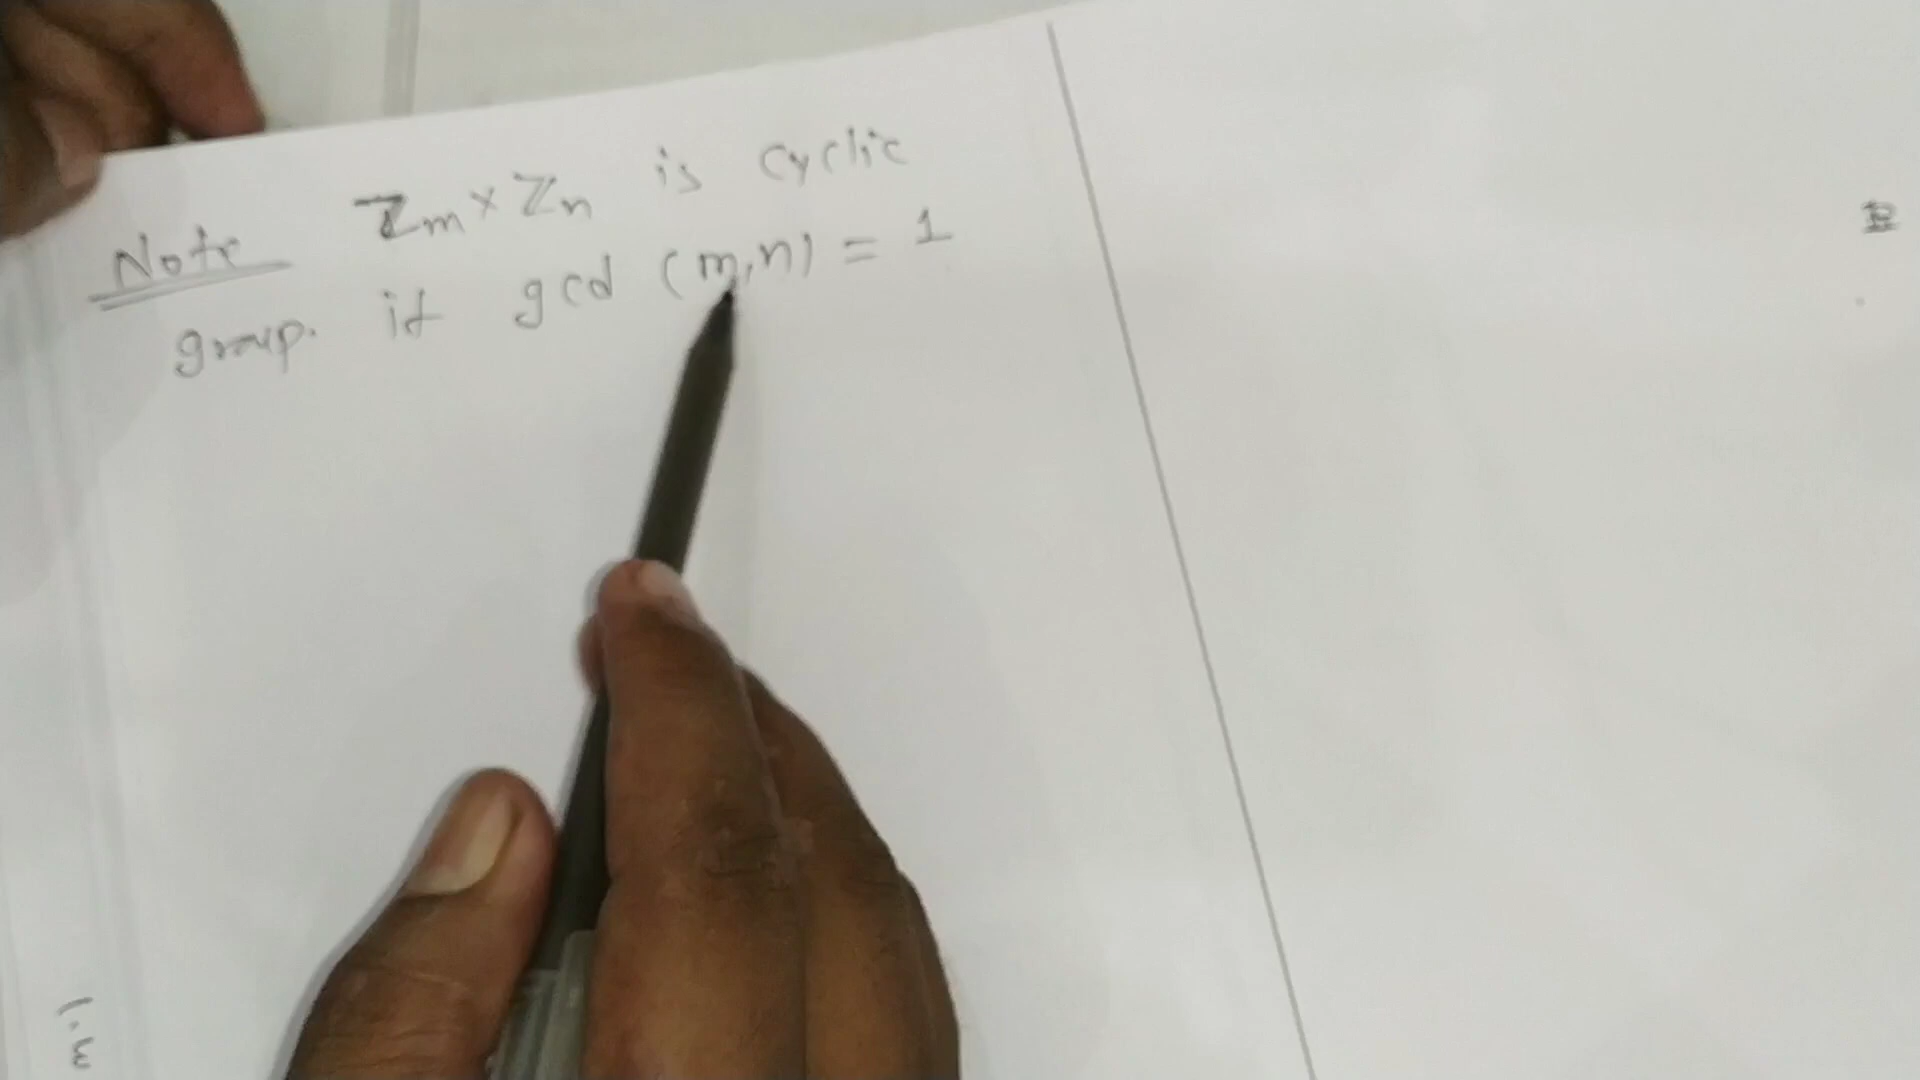 Note Zm × Zn is cyclic
group. if gcd (m,n) = 1